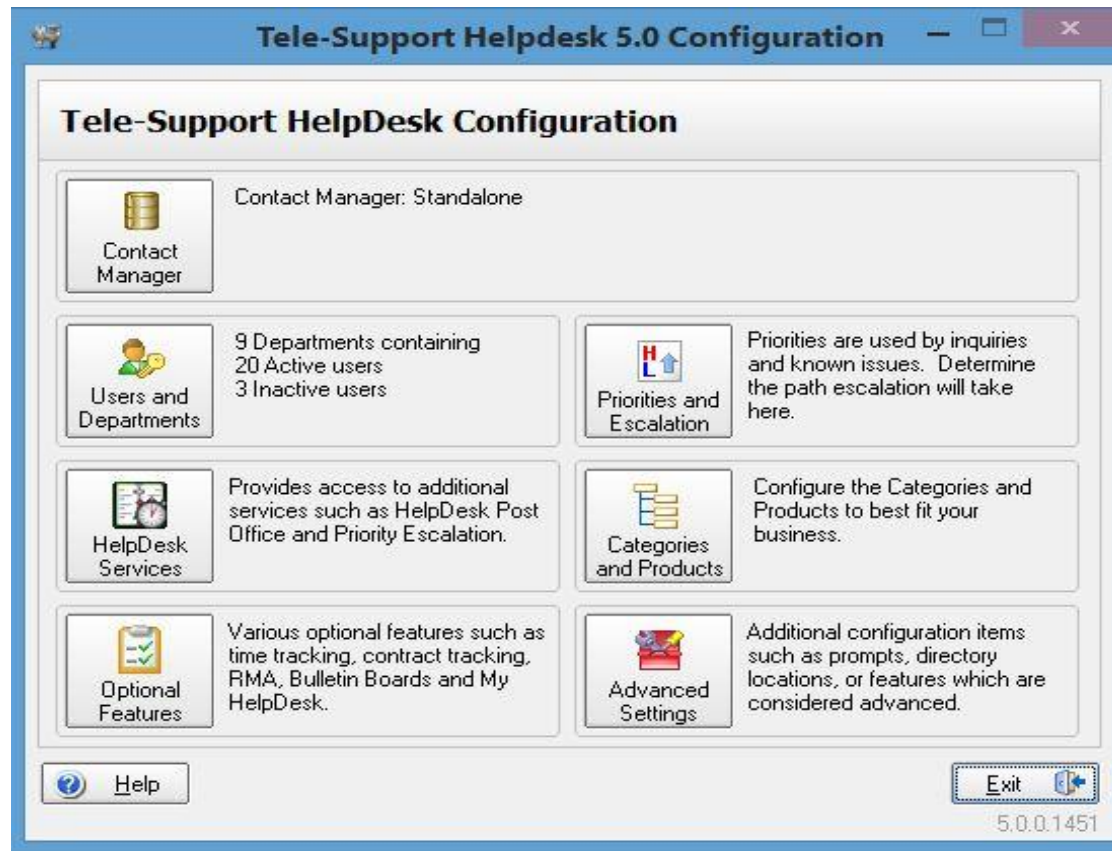 Tele-Support Helpdesk 5.0 Configuration
Tele-Support HelpDesk Configuration
Contact
Manager
Contact Manager: Standalone
Users and
Departments
9 Departments containing
20 Active users
3 Inactive users
Priorities and
Escalation
Priorities are used by inquiries
and known issues. Determine
the path escalation will take
here.
HelpDesk
Services
Provides access to additional
services such as HelpDesk Post
Office and Priority Escalation.
Categories
and Products
Configure the Categories and
Products to best fit your
business.
Optional
Features
Various optional features such as
time tracking, contract tracking,
RMA, Bulletin Boards and My
HelpDesk.
Advanced
Settings
Additional configuration items
such as prompts, directory
locations, or features which are
considered advanced.
Help
Exit
5.0.0.1451